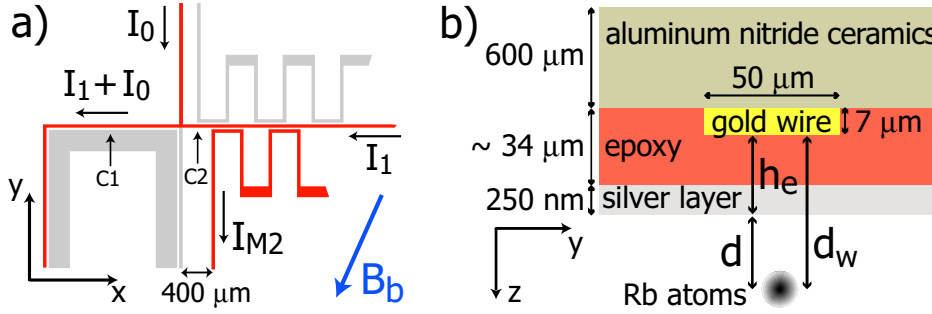 a)
I0
I1+I0
C1
C2
I1
y
IM2
x
400 μm
Bb
b)
600 μm
aluminum nitride ceramics
50 μm
gold wire
7 μm
~ 34 μm
epoxy
he
250 nm
silver layer
y
d
dw
z
Rb atoms